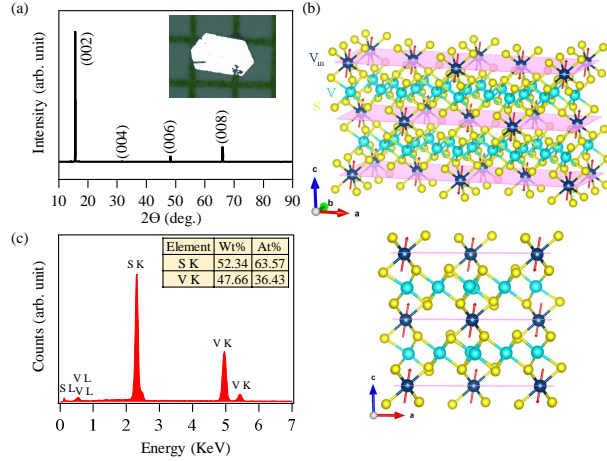 (a)
(002)
(004)
(006)
(008)
Intensity (arb. unit)
10 20 30 40 50 60 70 80 90
2Θ (deg.)
(b)
V_in
V
S
c
b
a
(c)
Element Wt% At%
S K 52.34 63.57
V K 47.66 36.43
S K
V K
V K
V L
S L V L
Counts (arb. unit)
0 1 2 3 4 5 6 7
Energy (KeV)
c
a